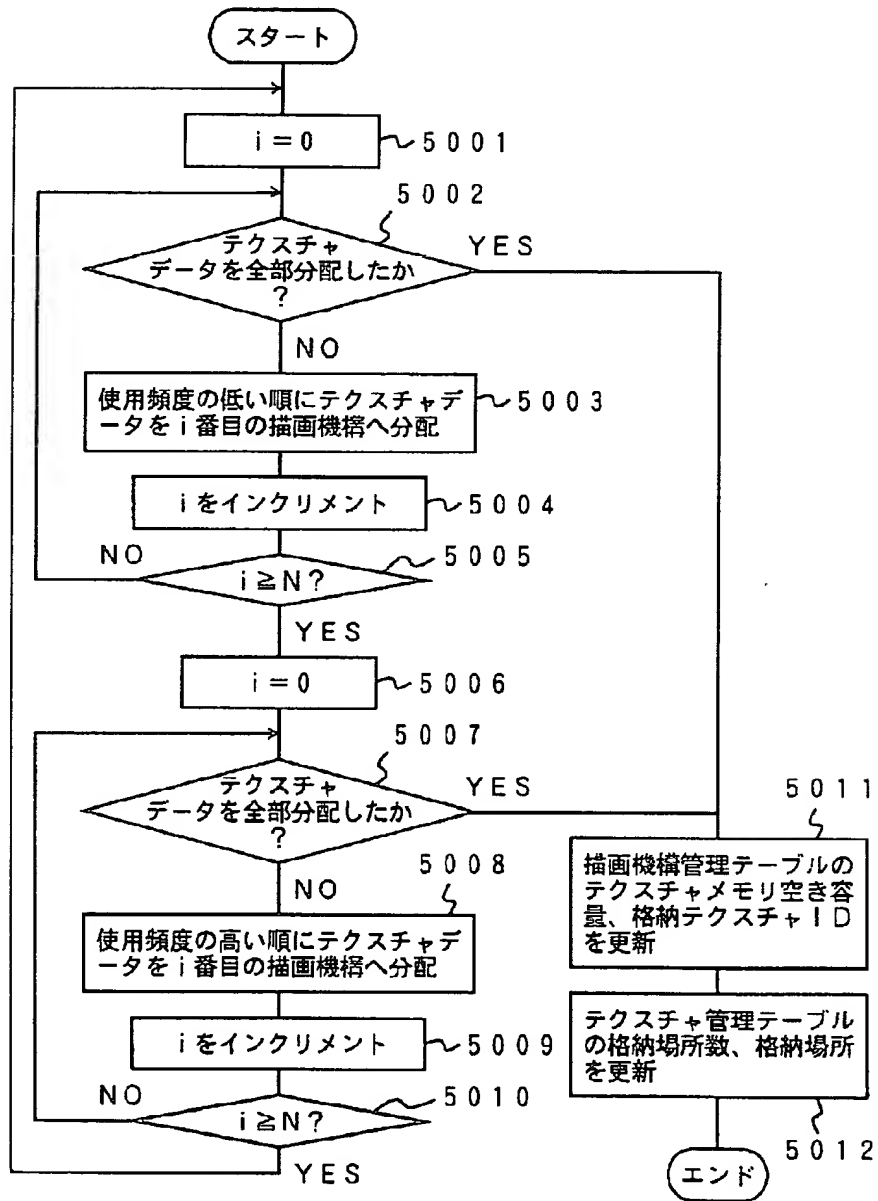 スタート
i=0
5001
5002
テクスチャ
データを全部分配したか
?
YES
NO
使用頻度の低い順にテクスチャデ
ータをi番目の描画機構へ分配
5003
iをインクリメント
5004
NO
5005
i≧N?
YES
i=0
5006
5007
テクスチャ
データを全部分配したか
?
YES
NO
5008
使用頻度の高い順にテクスチャデ
ータをi番目の描画機構へ分配
iをインクリメント
5009
NO
i≧N?
5010
YES
5011
描画機構管理テーブルの
テクスチャメモリ空き容
量、格納テクスチャID
を更新
テクスチャ管理テーブル
の格納場所数、格納場所
を更新
5012
エンド